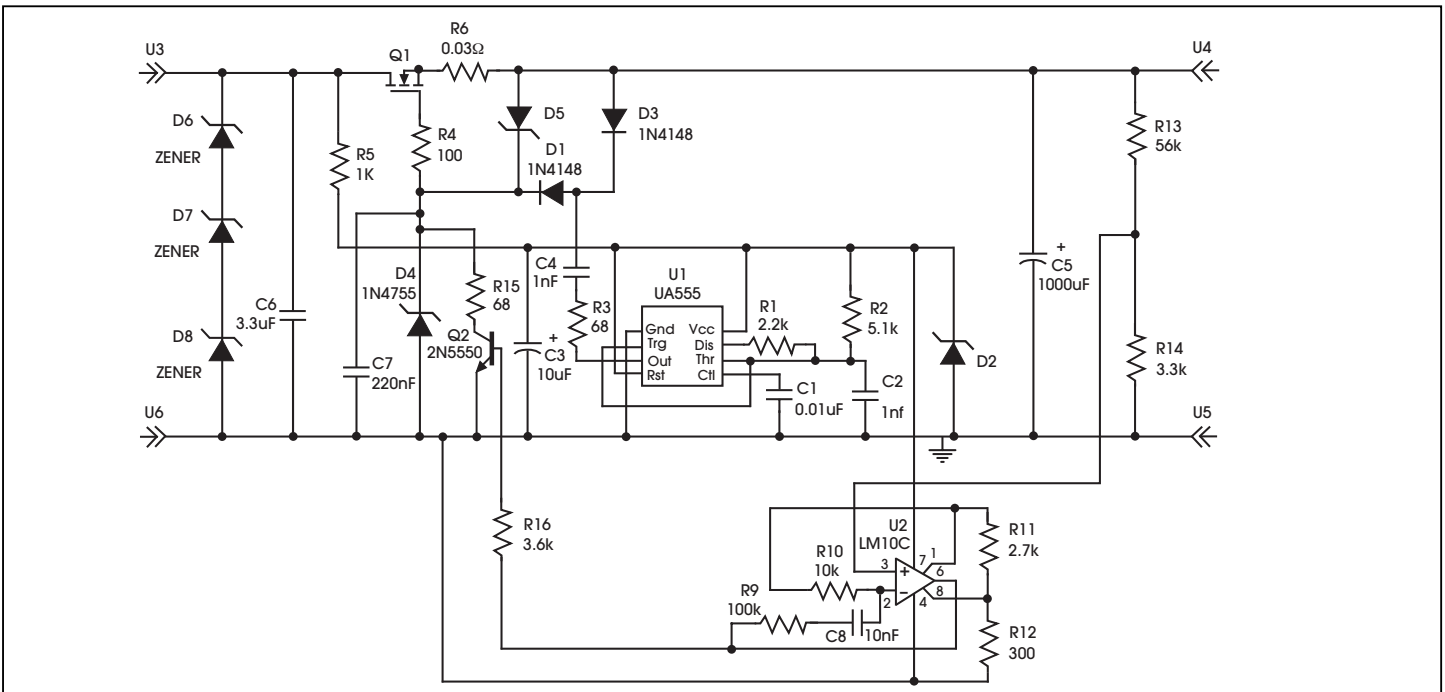 U3
Q1
R6
0.03Ω
U4
D6
ZENER
R5
1K
R4
100
D5
D3
1N4148
D1
1N4148
R13
56k
D7
ZENER
C6
3.3uF
D4
1N4755
R15
68
C4
1nF
R3
68
U1
UA555
Gnd
Vcc
Trg
Dis
Out
Thr
Rst
Ctl
R1
2.2k
R2
5.1k
+
C5
1000uF
D8
ZENER
C7
220nF
Q2
2N5550
+
C3
10uF
C1
0.01uF
C2
1nf
D2
R14
3.3k
U6
U5
R16
3.6k
U2
LM10C
R11
2.7k
R10
10k
3
+
7
1
6
8
2
−
4
R9
100k
C8
10nF
R12
300